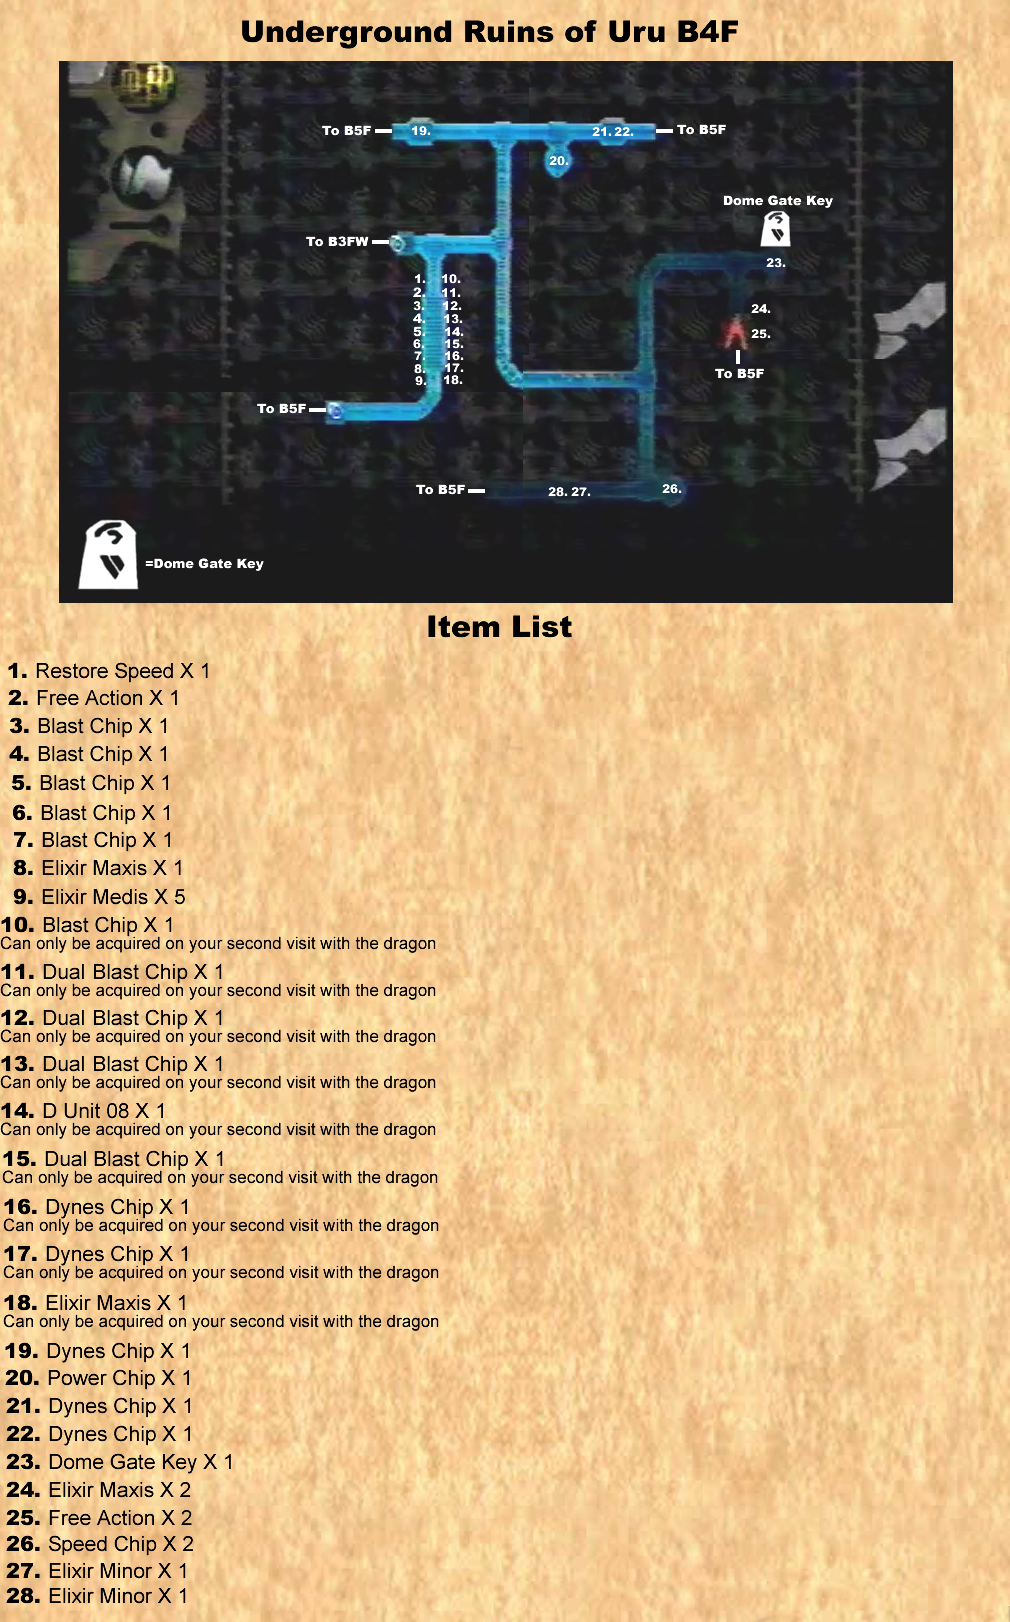 Underground Ruins of Uru B4F
To B5F
19.
21. 22.
To B5F
20.
Dome Gate Key
To B3FW
23.
1. 10.
2. 11.
3. 12.
4. 13.
5. 14.
6. 15.
7. 16.
8. 17.
9. 18.
24.
25.
To B5F
To B5F
To B5F
28. 27.
26.
=Dome Gate Key
Item List
1. Restore Speed X 1
2. Free Action X 1
3. Blast Chip X 1
4. Blast Chip X 1
5. Blast Chip X 1
6. Blast Chip X 1
7. Blast Chip X 1
8. Elixir Maxis X 1
9. Elixir Medis X 5
10. Blast Chip X 1
Can only be acquired on your second visit with the dragon
11. Dual Blast Chip X 1
Can only be acquired on your second visit with the dragon
12. Dual Blast Chip X 1
Can only be acquired on your second visit with the dragon
13. Dual Blast Chip X 1
Can only be acquired on your second visit with the dragon
14. D Unit 08 X 1
Can only be acquired on your second visit with the dragon
15. Dual Blast Chip X 1
Can only be acquired on your second visit with the dragon
16. Dynes Chip X 1
Can only be acquired on your second visit with the dragon
17. Dynes Chip X 1
Can only be acquired on your second visit with the dragon
18. Elixir Maxis X 1
Can only be acquired on your second visit with the dragon
19. Dynes Chip X 1
20. Power Chip X 1
21. Dynes Chip X 1
22. Dynes Chip X 1
23. Dome Gate Key X 1
24. Elixir Maxis X 2
25. Free Action X 2
26. Speed Chip X 2
27. Elixir Minor X 1
28. Elixir Minor X 1